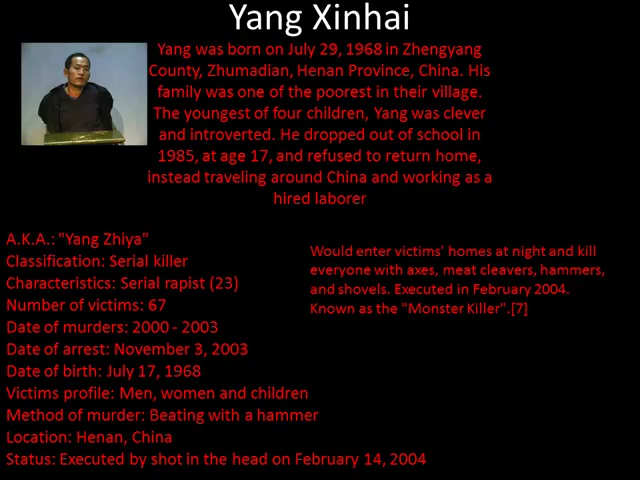 Yang Xinhai
Yang was born on July 29, 1968 in Zhengyang
County, Zhumadian, Henan Province, China. His
family was one of the poorest in their village.
The youngest of four children, Yang was clever
and introverted. He dropped out of school in
1985, at age 17, and refused to return home,
instead traveling around China and working as a
hired laborer
A.K.A.: "Yang Zhiya"
Classification: Serial killer
Characteristics: Serial rapist (23)
Number of victims: 67
Date of murders: 2000 - 2003
Date of arrest: November 3, 2003
Date of birth: July 17, 1968
Victims profile: Men, women and children
Method of murder: Beating with a hammer
Location: Henan, China
Status: Executed by shot in the head on February 14, 2004
Would enter victims' homes at night and kill
everyone with axes, meat cleavers, hammers,
and shovels. Executed in February 2004.
Known as the "Monster Killer".[7]